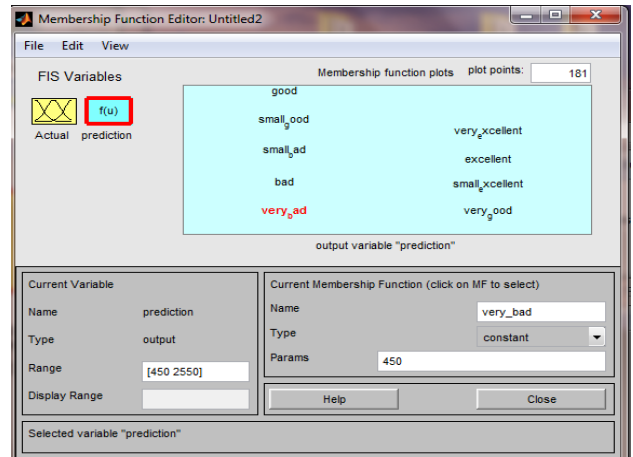 Membership Function Editor: Untitled2
File Edit View
FIS Variables
f(u)
Actual prediction
Membership function plots plot points: 181
good
small_good
small_bad
bad
very_bad
very_excellent
excellent
small_excellent
very_good
output variable "prediction"
Current Variable
Name prediction
Type output
Range [450 2550]
Display Range
Current Membership Function (click on MF to select)
Name very_bad
Type constant
Params 450
Help Close
Selected variable "prediction"